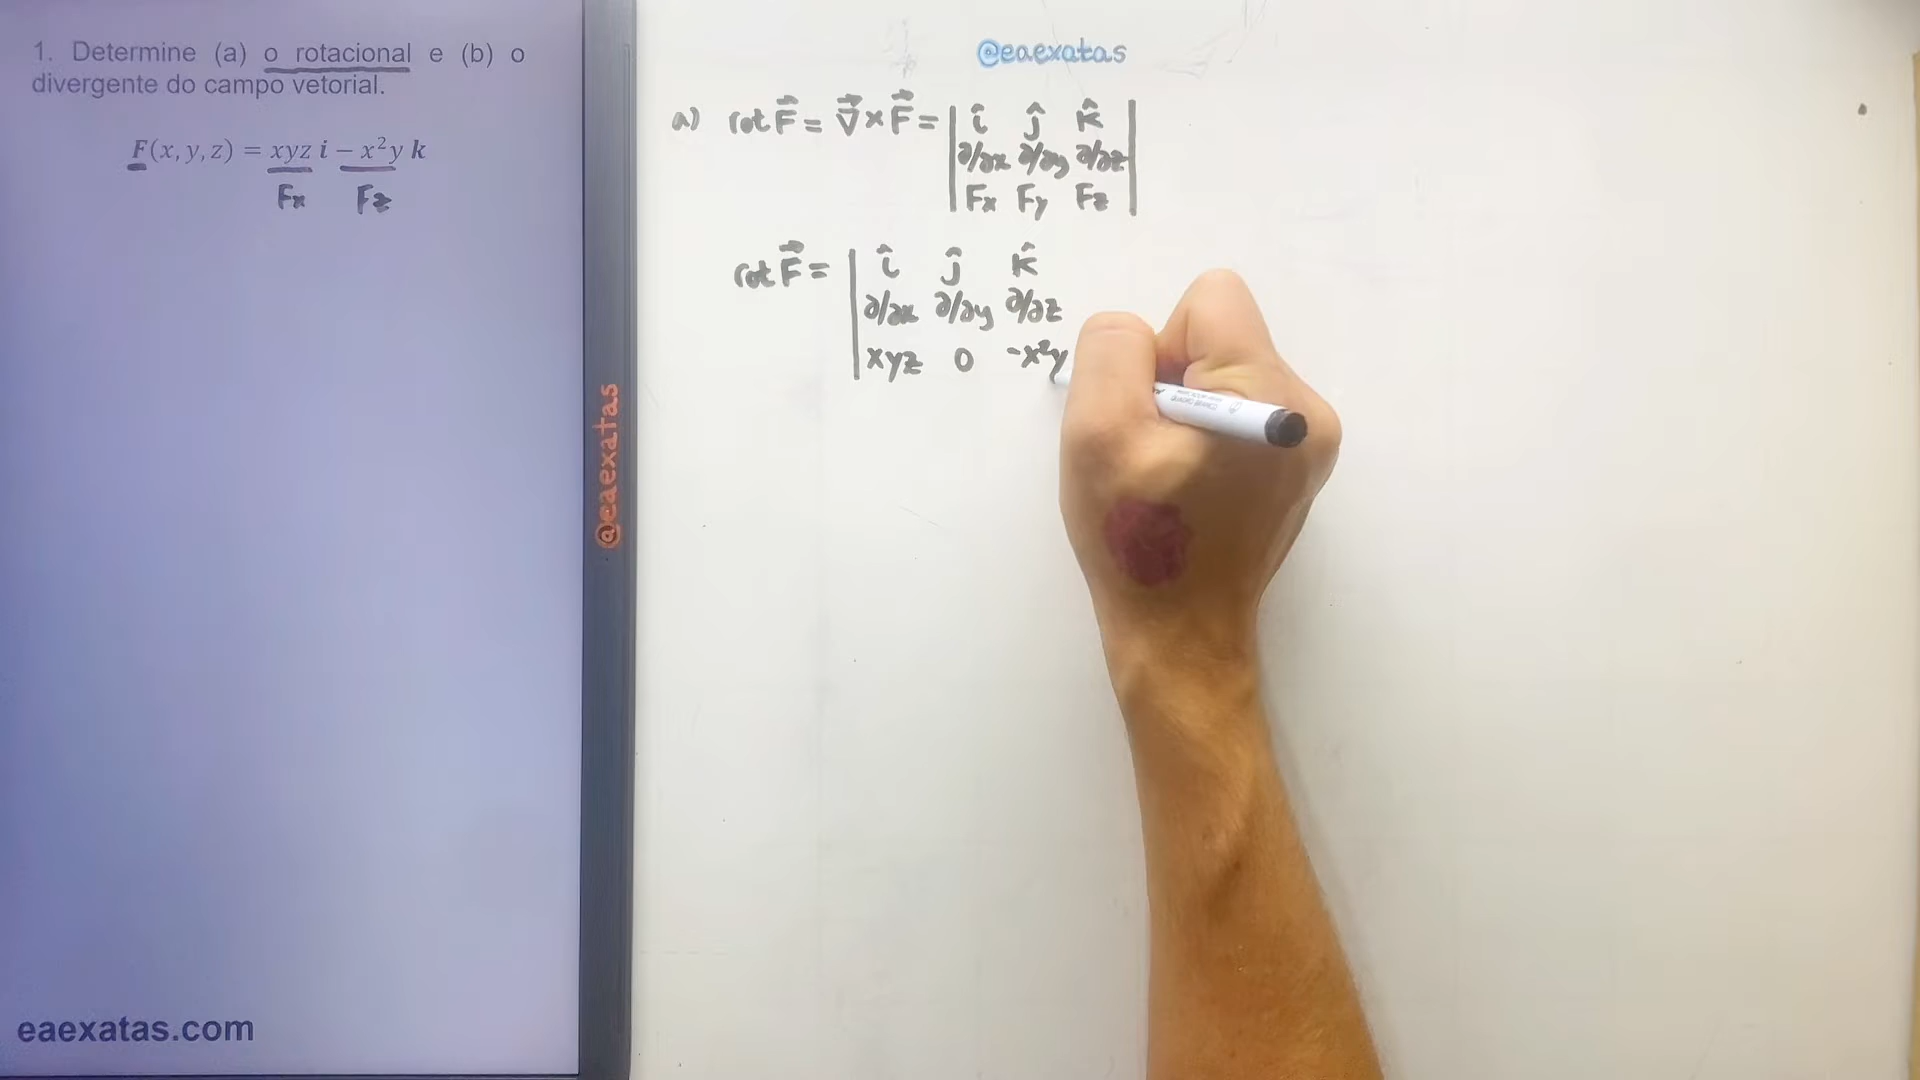 1. Determine (a) o rotacional e (b) o
divergente do campo vetorial.
F(x, y, z) = xyz i − x²y k
Fx Fz
eaexatas.com
@eaexatas
@eaexatas
a) rot F⃗ = ∇⃗ × F⃗ = | î ĵ k̂ |
| ∂/∂x ∂/∂y ∂/∂z |
| Fx Fy Fz |
rot F⃗ = | î ĵ k̂
| ∂/∂x ∂/∂y ∂/∂z
| xyz 0 -x²y